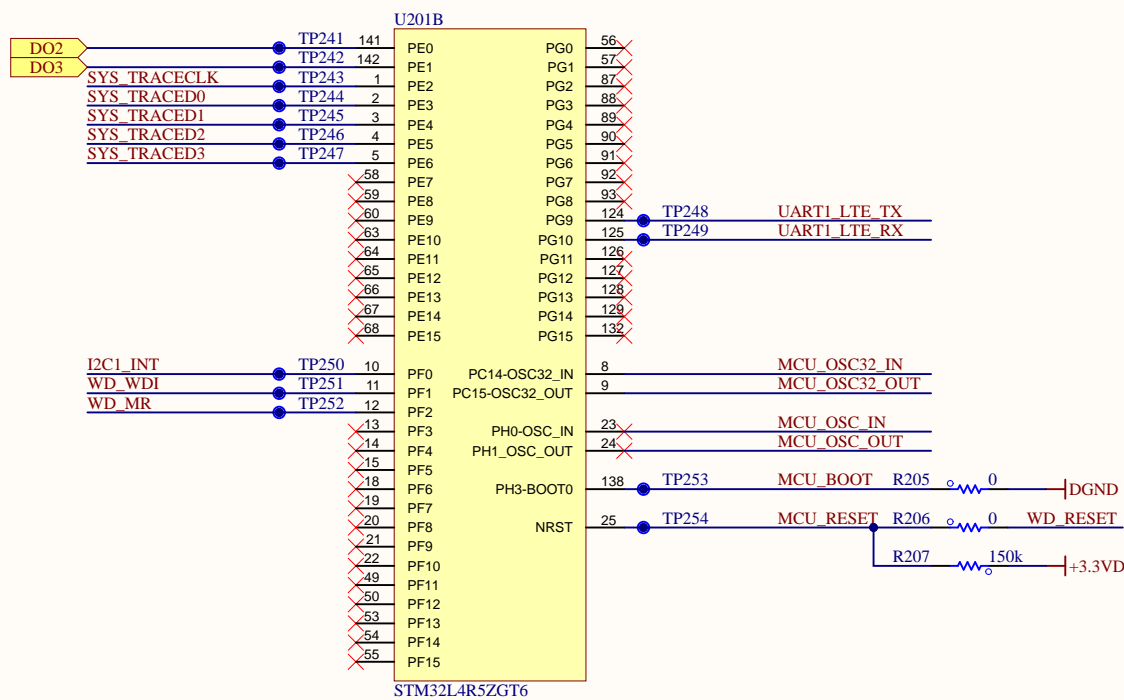 U201B
DO2 TP241 141 PE0 PG0 56
DO3 TP242 142 PE1 PG1 57
SYS_TRACECLK TP243 1 PE2 PG2 87
SYS_TRACED0 TP244 2 PE3 PG3 88
SYS_TRACED1 TP245 3 PE4 PG4 89
SYS_TRACED2 TP246 4 PE5 PG5 90
SYS_TRACED3 TP247 5 PE6 PG6 91
58 PE7 PG7 92
59 PE8 PG8 93
60 PE9 PG9 124 TP248 UART1_LTE_TX
63 PE10 PG10 125 TP249 UART1_LTE_RX
64 PE11 PG11 126
65 PE12 PG12 127
66 PE13 PG13 128
67 PE14 PG14 129
68 PE15 PG15 132
I2C1_INT TP250 10 PF0 PC14-OSC32_IN 8 MCU_OSC32_IN
WD_WDI TP251 11 PF1 PC15-OSC32_OUT 9 MCU_OSC32_OUT
WD_MR TP252 12 PF2
13 PF3 PH0-OSC_IN 23 MCU_OSC_IN
14 PF4 PH1_OSC_OUT 24 MCU_OSC_OUT
15 PF5
18 PF6 PH3-BOOT0 138 TP253 MCU_BOOT R205 0 DGND
19 PF7
20 PF8 NRST 25 TP254 MCU_RESET R206 0 WD_RESET
21 PF9
22 PF10 R207 150k +3.3VD
49 PF11
50 PF12
53 PF13
54 PF14
55 PF15
STM32L4R5ZGT6